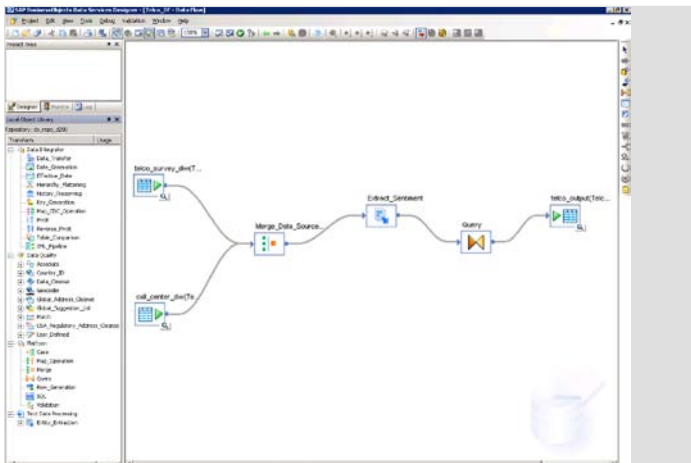 SAP BusinessObjects Data Services Designer - [Telco_DF - Data Flow]
Project Edit View Tools Debug Validation Window Help
Project Area
Designer Monitor Log
Local Object Library
Repository: ds_repo_d200
Transform Usage
Data Integrator
Data_Transfer
Date_Generation
Effective_Date
Hierarchy_Flattening
History_Preserving
Key_Generation
Map_CDC_Operation
Pivot
Reverse_Pivot
Table_Comparison
XML_Pipeline
Data Quality
Associate
Country_ID
Data_Cleanse
Geocoder
Global_Address_Cleanse
Global_Suggestion_List
Match
USA_Regulatory_Address_Cleanse
User_Defined
Platform
Case
Map_Operation
Merge
Query
Row_Generation
SQL
Validation
Text Data Processing
Entity_Extraction
telco_survey_dw(T...
call_center_dw(Te...
Merge_Data_Source...
Extract_Sentiment
Query
telco_output(Telc...